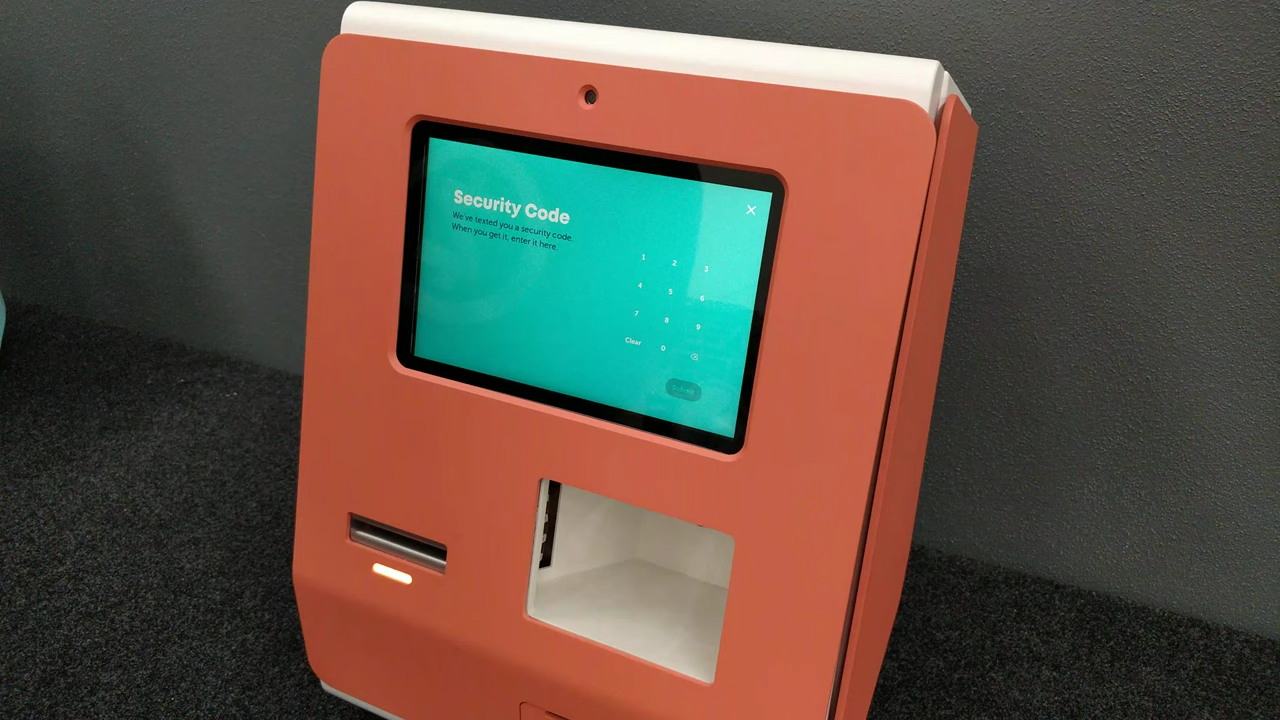 Security Code
We've texted you a security code.
When you get it, enter it here.
1 2 3
4 5 6
7 8 9
Clear 0
Submit